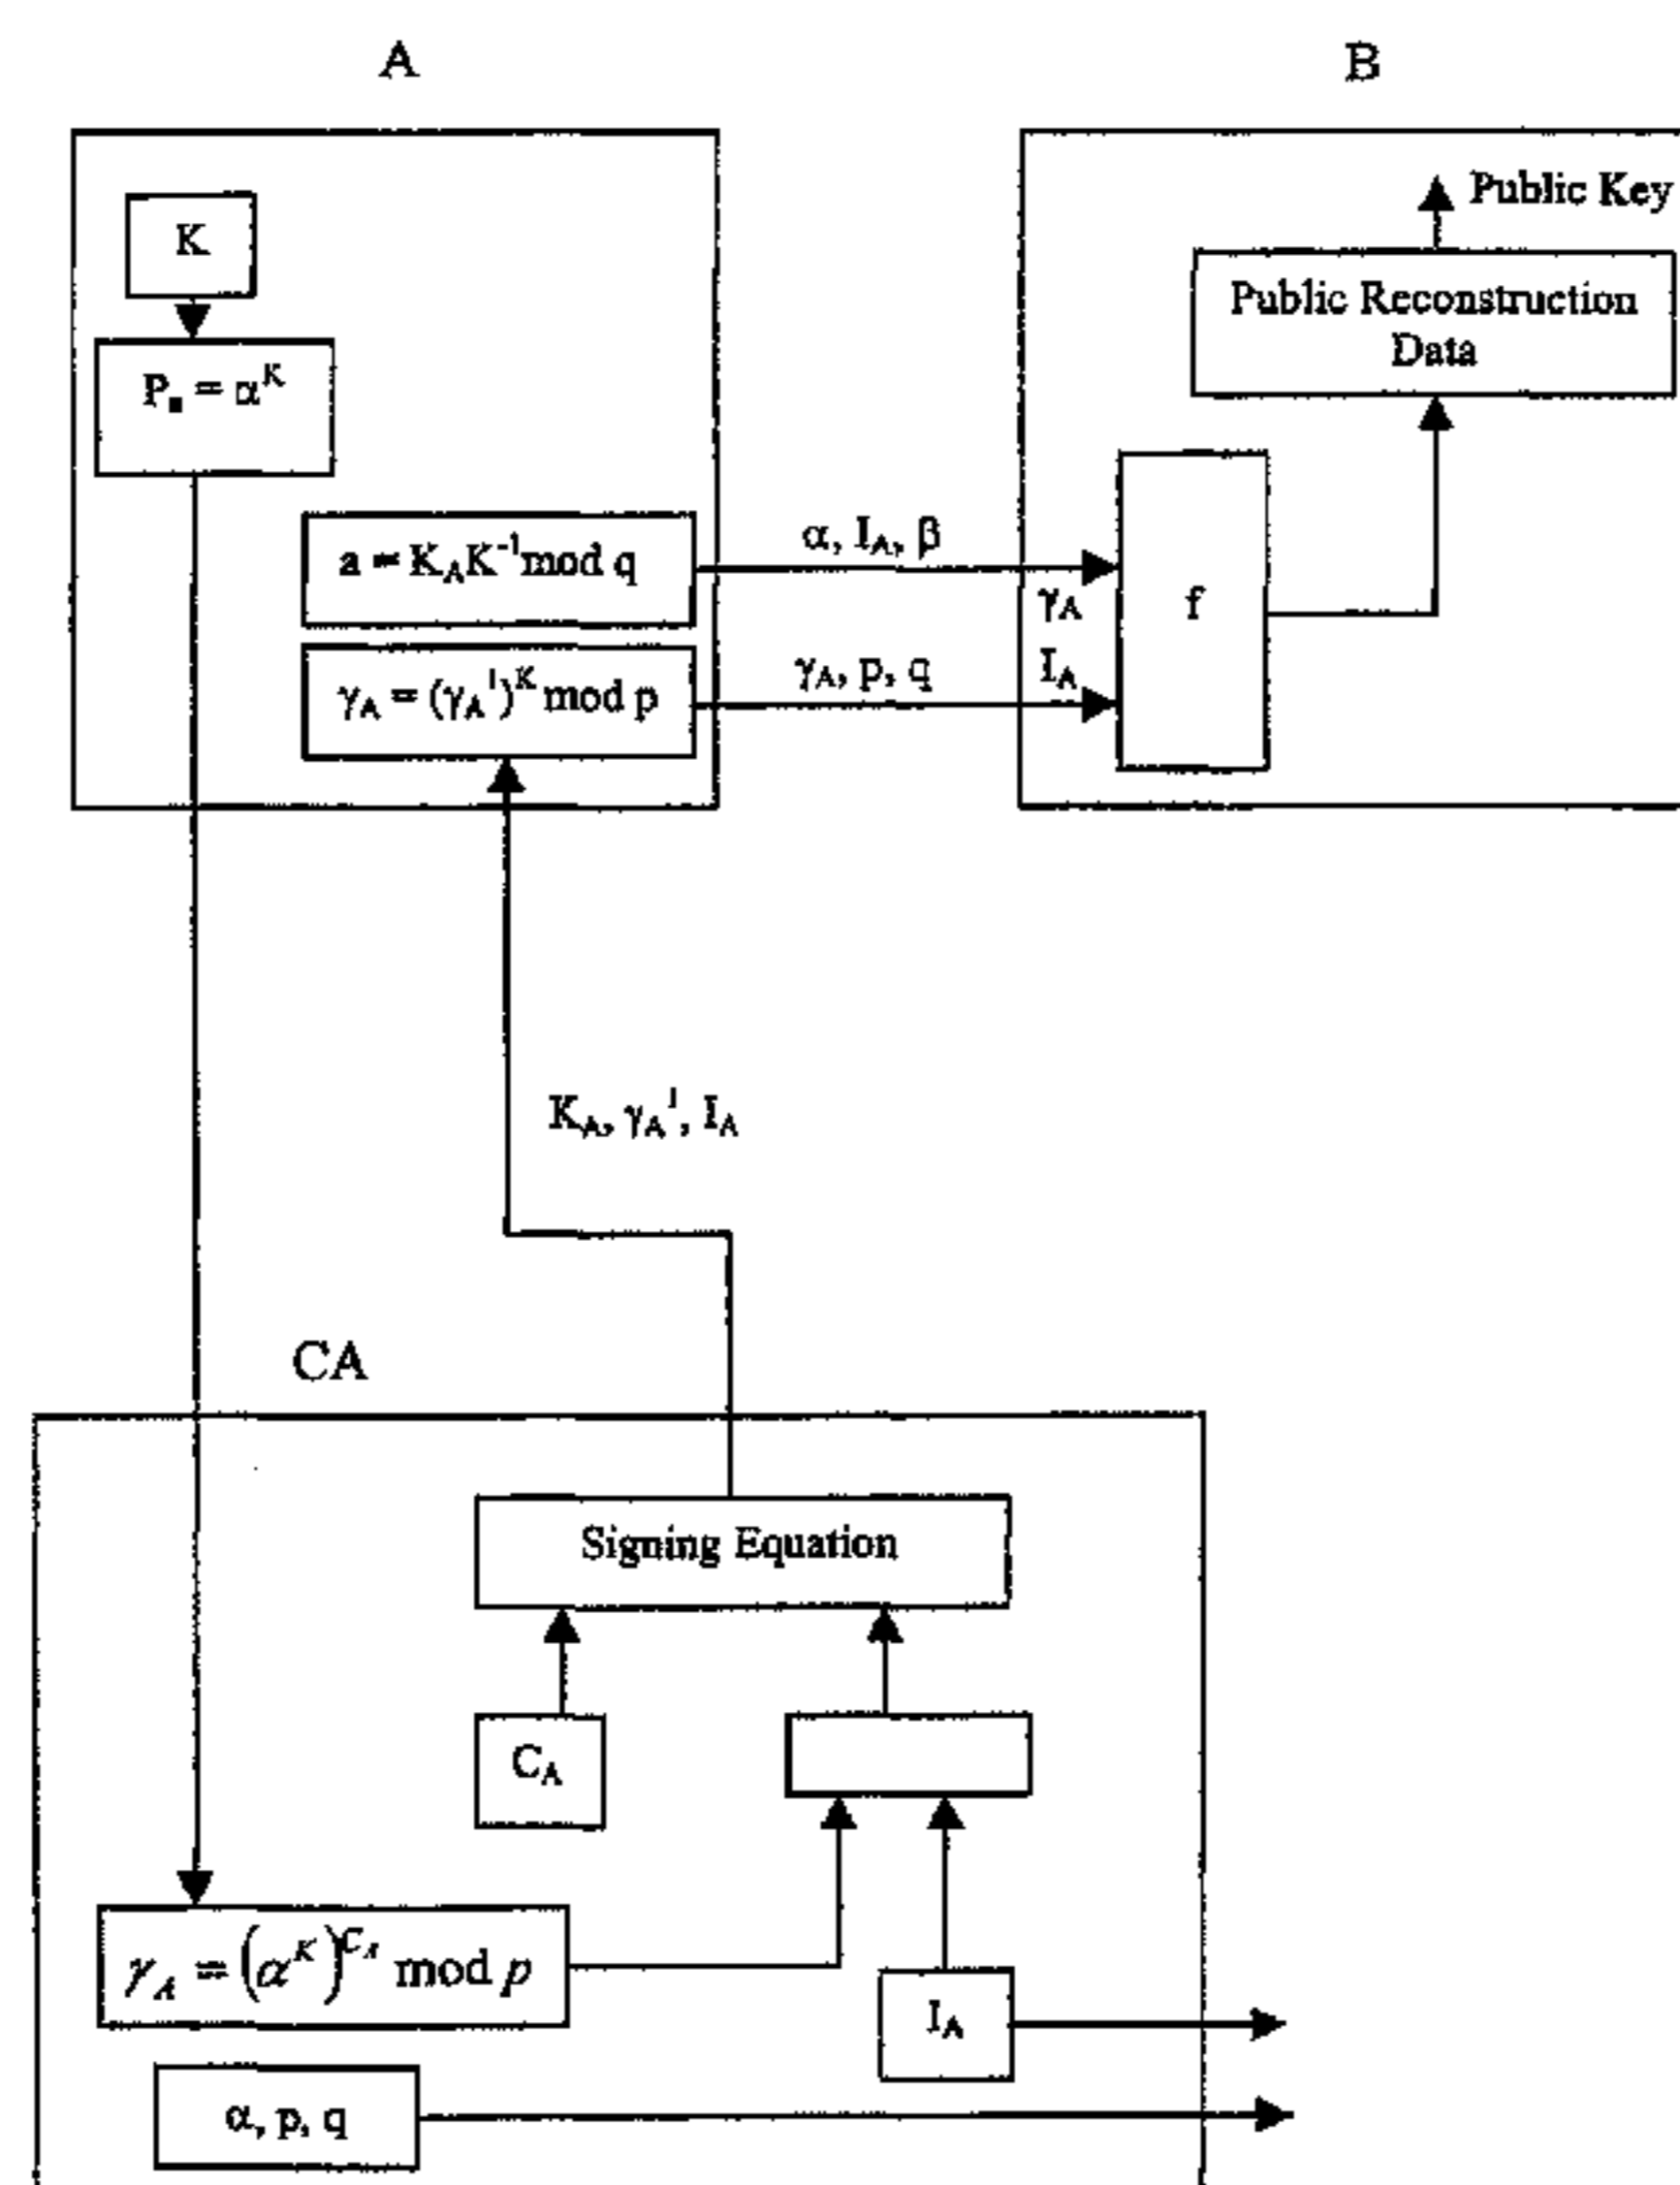 A
B
K
P■ = α^K
a = K_A K^-1 mod q
γ_A = (γ_A^1)^K mod p
α, I_A, β
γ_A, p, q
γ_A
I_A
f
Public Key
Public Reconstruction
Data
K_A, γ_A^1, I_A
CA
Signing Equation
C_A
γ_A = (α^K)^C_A mod p
I_A
α, p, q